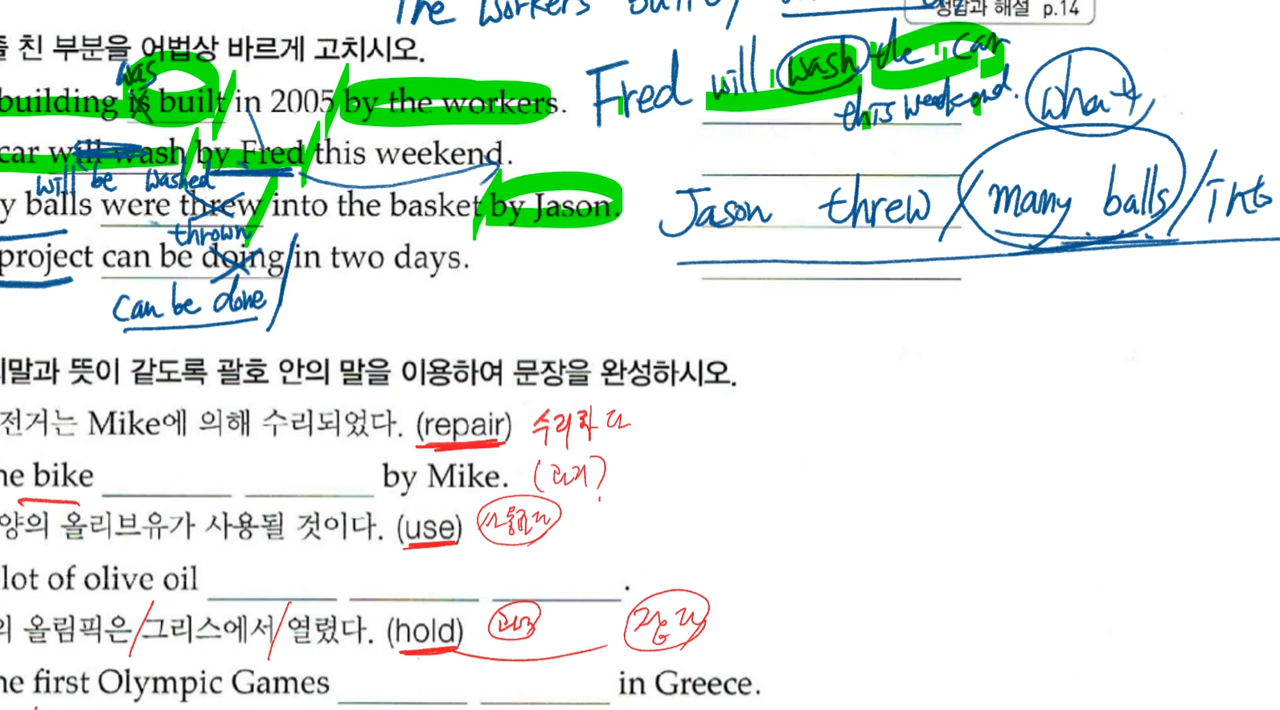 The workers built
정답과 해설 p.14
줄 친 부분을 어법상 바르게 고치시오.
was
building is built in 2005 by the workers.
Fred will wash the car
this weekend.
what,
car will wash by Fred this weekend.
will be washed
y balls were threw into the basket by Jason.
thrown
Jason threw / many balls / into
project can be doing in two days.
can be done
리말과 뜻이 같도록 괄호 안의 말을 이용하여 문장을 완성하시오.
전거는 Mike에 의해 수리되었다. (repair) 수리하다
he bike by Mike. (과거?
양의 올리브유가 사용될 것이다. (use)
lot of olive oil .
의 올림픽은 그리스에서 열렸다. (hold) 과거
he first Olympic Games in Greece.